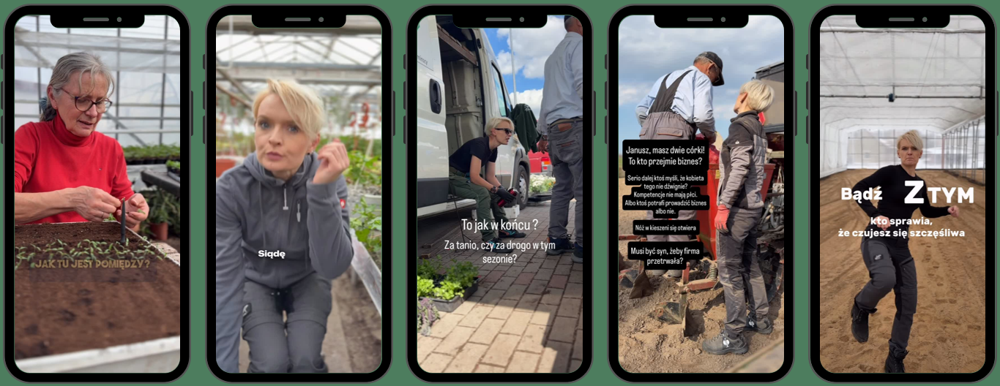 JAK TU JEST POMIĘDZY?
Siądę
To jak w końcu ?
Za tanio, czy za drogo w tym
sezonie?
Janusz, masz dwie córki!
To kto przejmie biznes?
Serio dalej ktoś myśli, że kobieta
tego nie dźwignie?
Kompetencje nie mają płci.
Albo ktoś potrafi prowadzić biznes
albo nie.
Nóż w kieszeni się otwiera
Musi być syn, żeby firma
przetrwała?
Bądź Z TYM
kto sprawia,
że czujesz się szczęśliwa